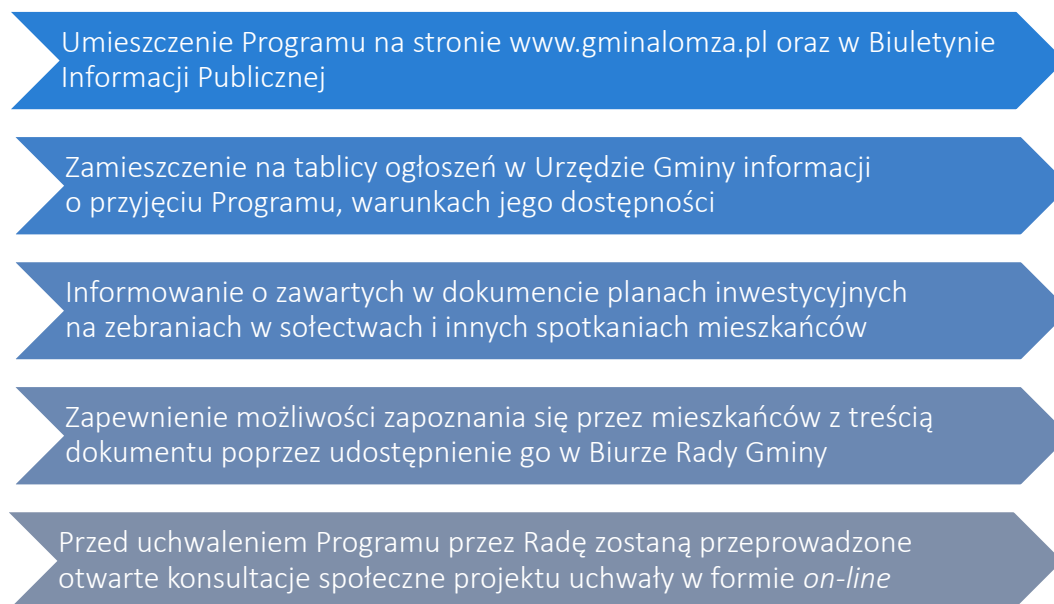 Umieszczenie Programu na stronie www.gminalomza.pl oraz w Biuletynie
Informacji Publicznej
Zamieszczenie na tablicy ogłoszeń w Urzędzie Gminy informacji
o przyjęciu Programu, warunkach jego dostępności
Informowanie o zawartych w dokumencie planach inwestycyjnych
na zebraniach w sołectwach i innych spotkaniach mieszkańców
Zapewnienie możliwości zapoznania się przez mieszkańców z treścią
dokumentu poprzez udostępnienie go w Biurze Rady Gminy
Przed uchwaleniem Programu przez Radę zostaną przeprowadzone
otwarte konsultacje społeczne projektu uchwały w formie on-line